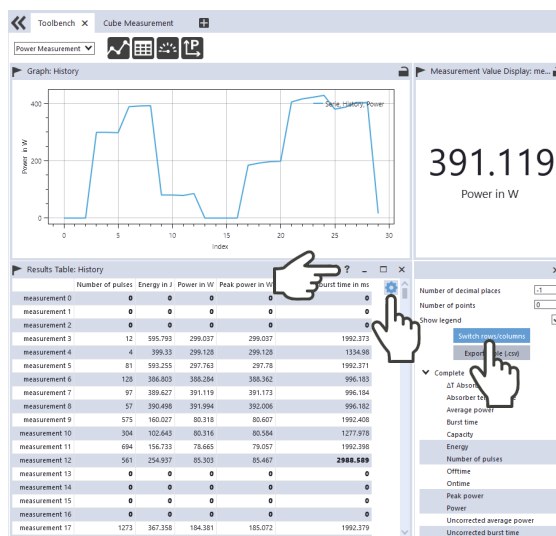 Toolbench
Cube Measurement
Power Measurement
Graph: History
Measurement Value Display: me...
400
200
0
Power in W
Serie_History, Power
0 5 10 15 20 25 30
Index
391.119
Power in W
Results Table: History
?
Number of pulses Energy in J Power in W Peak power in W burst time in ms
measurement 0 0 0 0 0 0
measurement 1 0 0 0 0 0
measurement 2 0 0 0 0 0
measurement 3 12 595.793 299.037 299.037 1992.373
measurement 4 4 399.33 299.128 299.128 1334.98
measurement 5 81 593.255 297.763 297.78 1992.371
measurement 6 128 386.803 388.284 388.362 996.183
measurement 7 97 389.627 391.119 391.173 996.184
measurement 8 57 390.498 391.994 392.006 996.182
measurement 9 575 160.027 80.318 80.607 1992.408
measurement 10 304 102.643 80.316 80.584 1277.978
measurement 11 694 156.733 78.665 79.057 1992.398
measurement 12 561 254.937 85.303 85.467 2988.589
measurement 13 0 0 0 0 0
measurement 14 0 0 0 0 0
measurement 15 0 0 0 0 0
measurement 16 0 0 0 0 0
measurement 17 1273 367.358 184.381 185.072 1992.379
Number of decimal places -1
Number of points 0
Show legend
Switch rows/columns
Export (.csv)
Complete
ΔT
Absorber
Average power
Burst time
Capacity
Energy
Number of pulses
Offtime
Ontime
Peak power
Power
Uncorrected average power
Uncorrected burst time